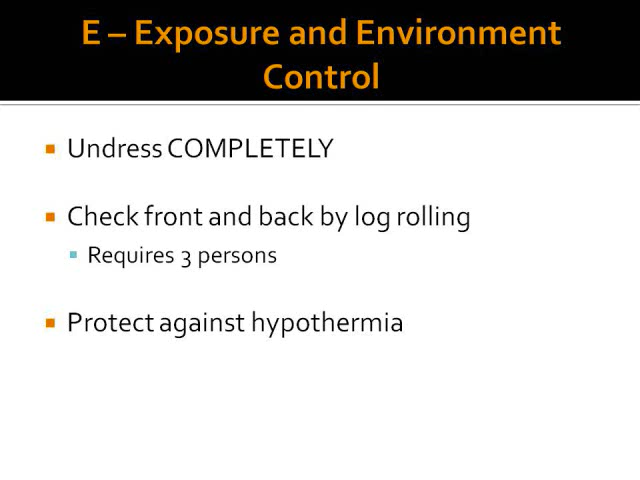 E – Exposure and Environment
Control
Undress COMPLETELY
Check front and back by log rolling
Requires 3 persons
Protect against hypothermia